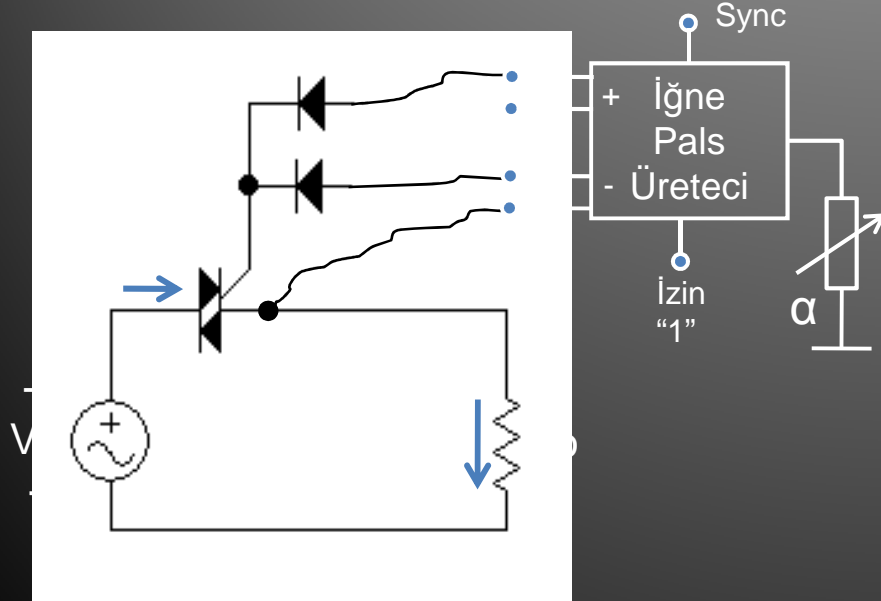 Sync
+ İğne
Pals
- Üreteci
İzin
“1”
α
+
V